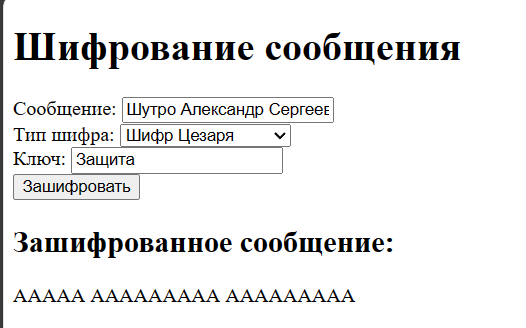 Шифрование сообщения
Сообщение: Шутро Александр Сергеев
Тип шифра: Шифр Цезаря
Ключ: Защита
Зашифровать
Зашифрованное сообщение:
ААААА ААААААААА ААААААААА